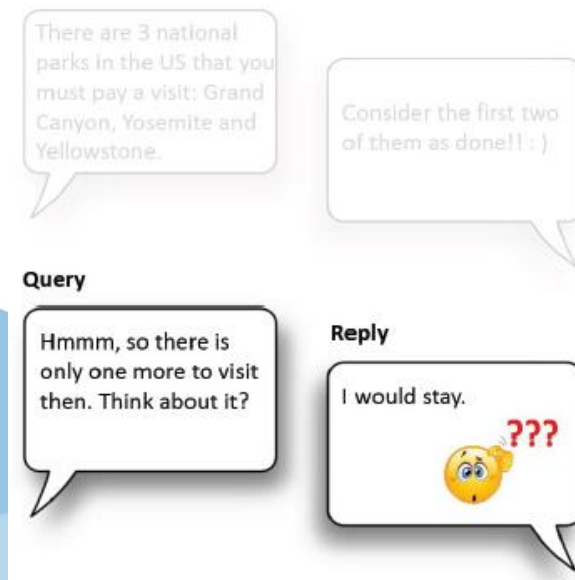 There are 3 national
parks in the US that you
must pay a visit: Grand
Canyon, Yosemite and
Yellowstone.
Consider the first two
of them as done!! : )
Query
Hmmm, so there is
only one more to visit
then. Think about it?
Reply
I would stay.
???